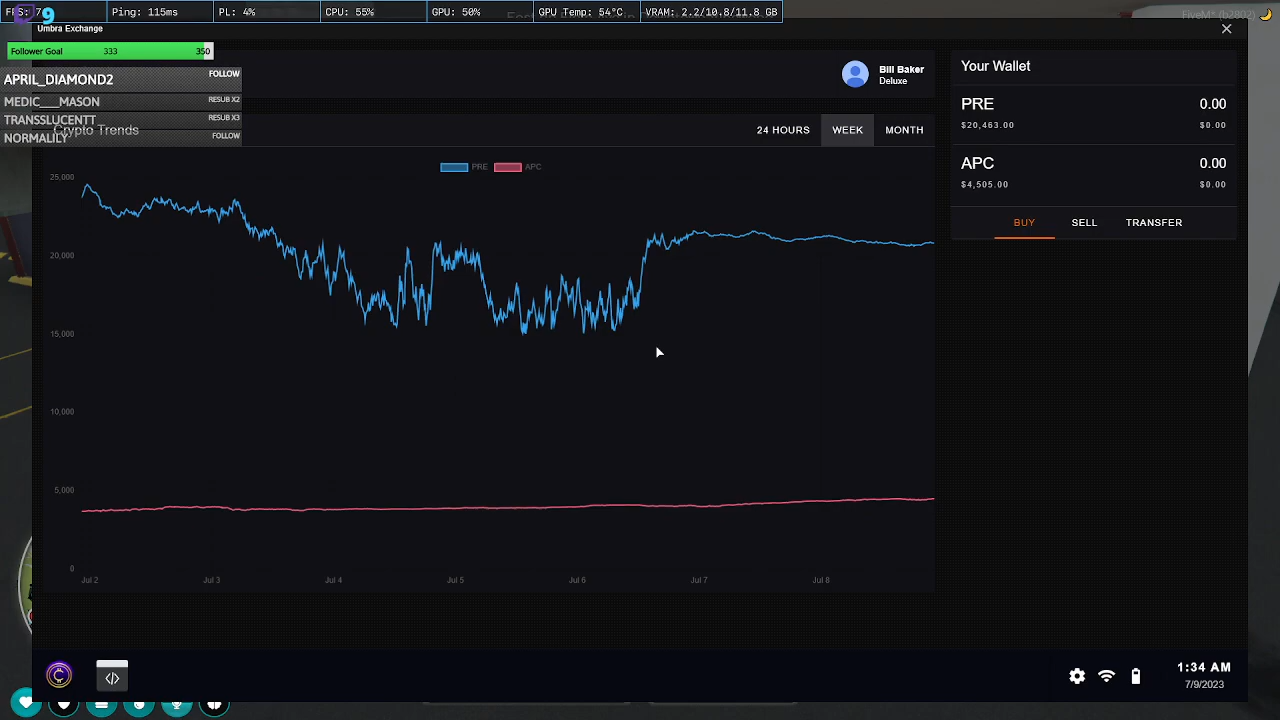 Ping: 115ms
PL: 4%
CPU: 55%
GPU: 50%
GPU Temp: 54°C
VRAM: 2.2/10.8/11.8 GB
FiveM* (b2802)
Umbra Exchange
Follower Goal 333 350
APRIL_DIAMOND2 FOLLOW
MEDIC___MASON RESUB X2
TRANSSLUCENTT RESUB X3
NORMALILY FOLLOW
Crypto Trends
24 HOURS
WEEK
MONTH
Bill Baker
Deluxe
PRE
APC
25,000
20,000
15,000
10,000
5,000
0
Jul 2
Jul 3
Jul 4
Jul 5
Jul 6
Jul 7
Jul 8
Your Wallet
PRE 0.00
$20,463.00 $0.00
APC 0.00
$4,505.00 $0.00
BUY
SELL
TRANSFER
1:34 AM
7/9/2023